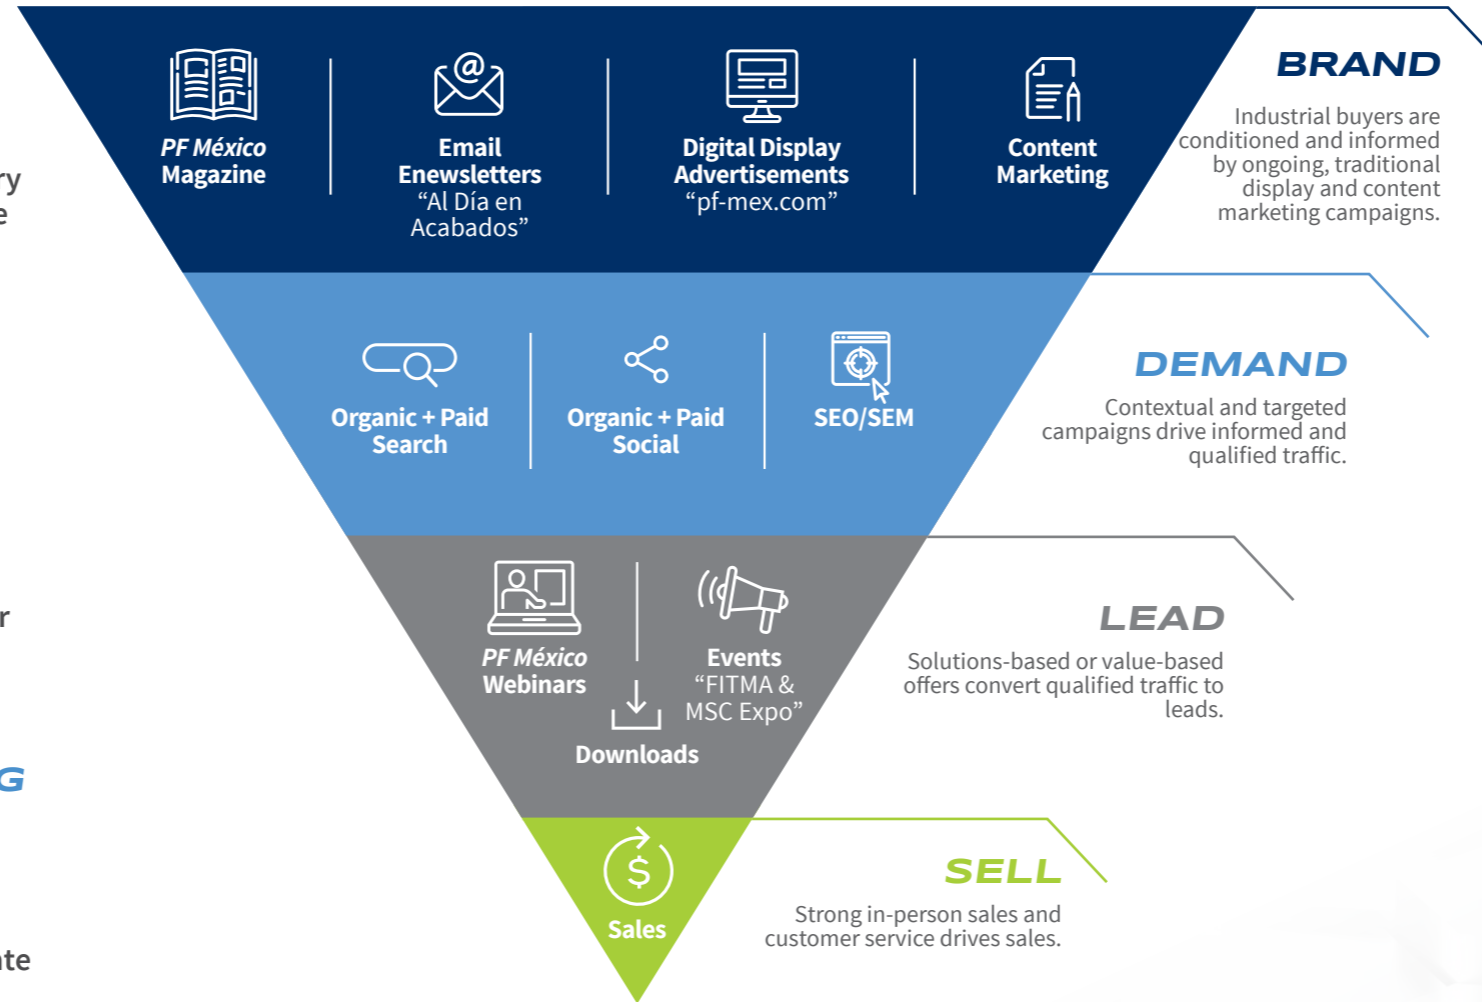 BRAND
Industrial buyers are
conditioned and informed
by ongoing, traditional
display and content
marketing campaigns.
PF México
Magazine
Email
Enewsletters
“Al Día en
Acabados”
Digital Display
Advertisements
“pf-mex.com”
Content
Marketing
DEMAND
Contextual and targeted
campaigns drive informed and
qualified traffic.
Organic + Paid
Search
Organic + Paid
Social
SEO/SEM
LEAD
Solutions-based or value-based
offers convert qualified traffic to
leads.
PF México
Webinars
Events
“FITMA &
MSC Expo”
Downloads
SELL
Strong in-person sales and
customer service drives sales.
$
Sales